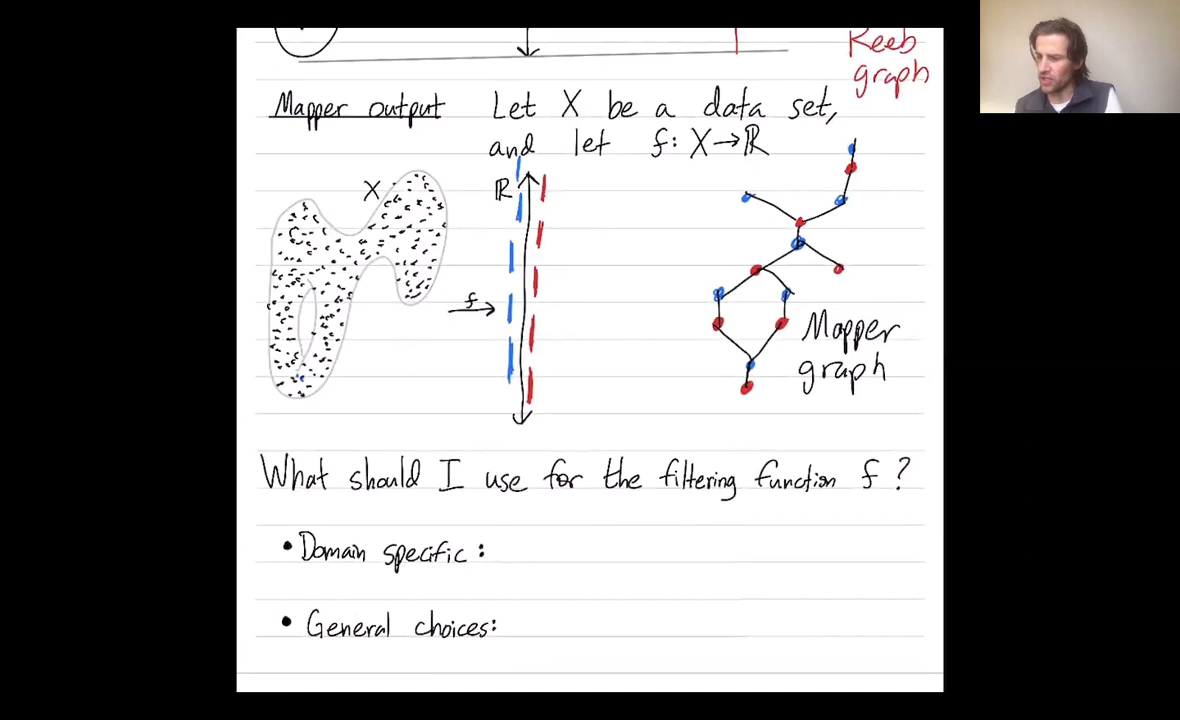 Reeb
graph
Mapper output Let X be a data set,
and let f: X→ℝ
X
ℝ
f
Mapper
graph
What should I use for the filtering function f?
• Domain specific:
• General choices: